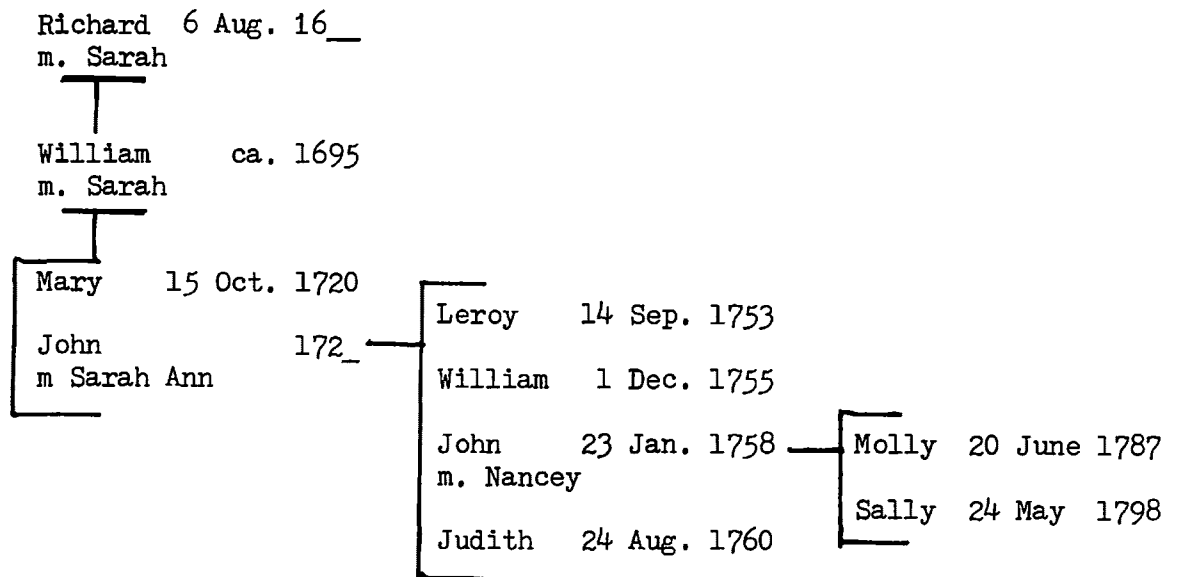 Richard 6 Aug. 16__
m. Sarah
William ca. 1695
m. Sarah
Mary 15 Oct. 1720
John 172_
m Sarah Ann
Leroy 14 Sep. 1753
William 1 Dec. 1755
John 23 Jan. 1758
m. Nancey
Judith 24 Aug. 1760
Molly 20 June 1787
Sally 24 May 1798